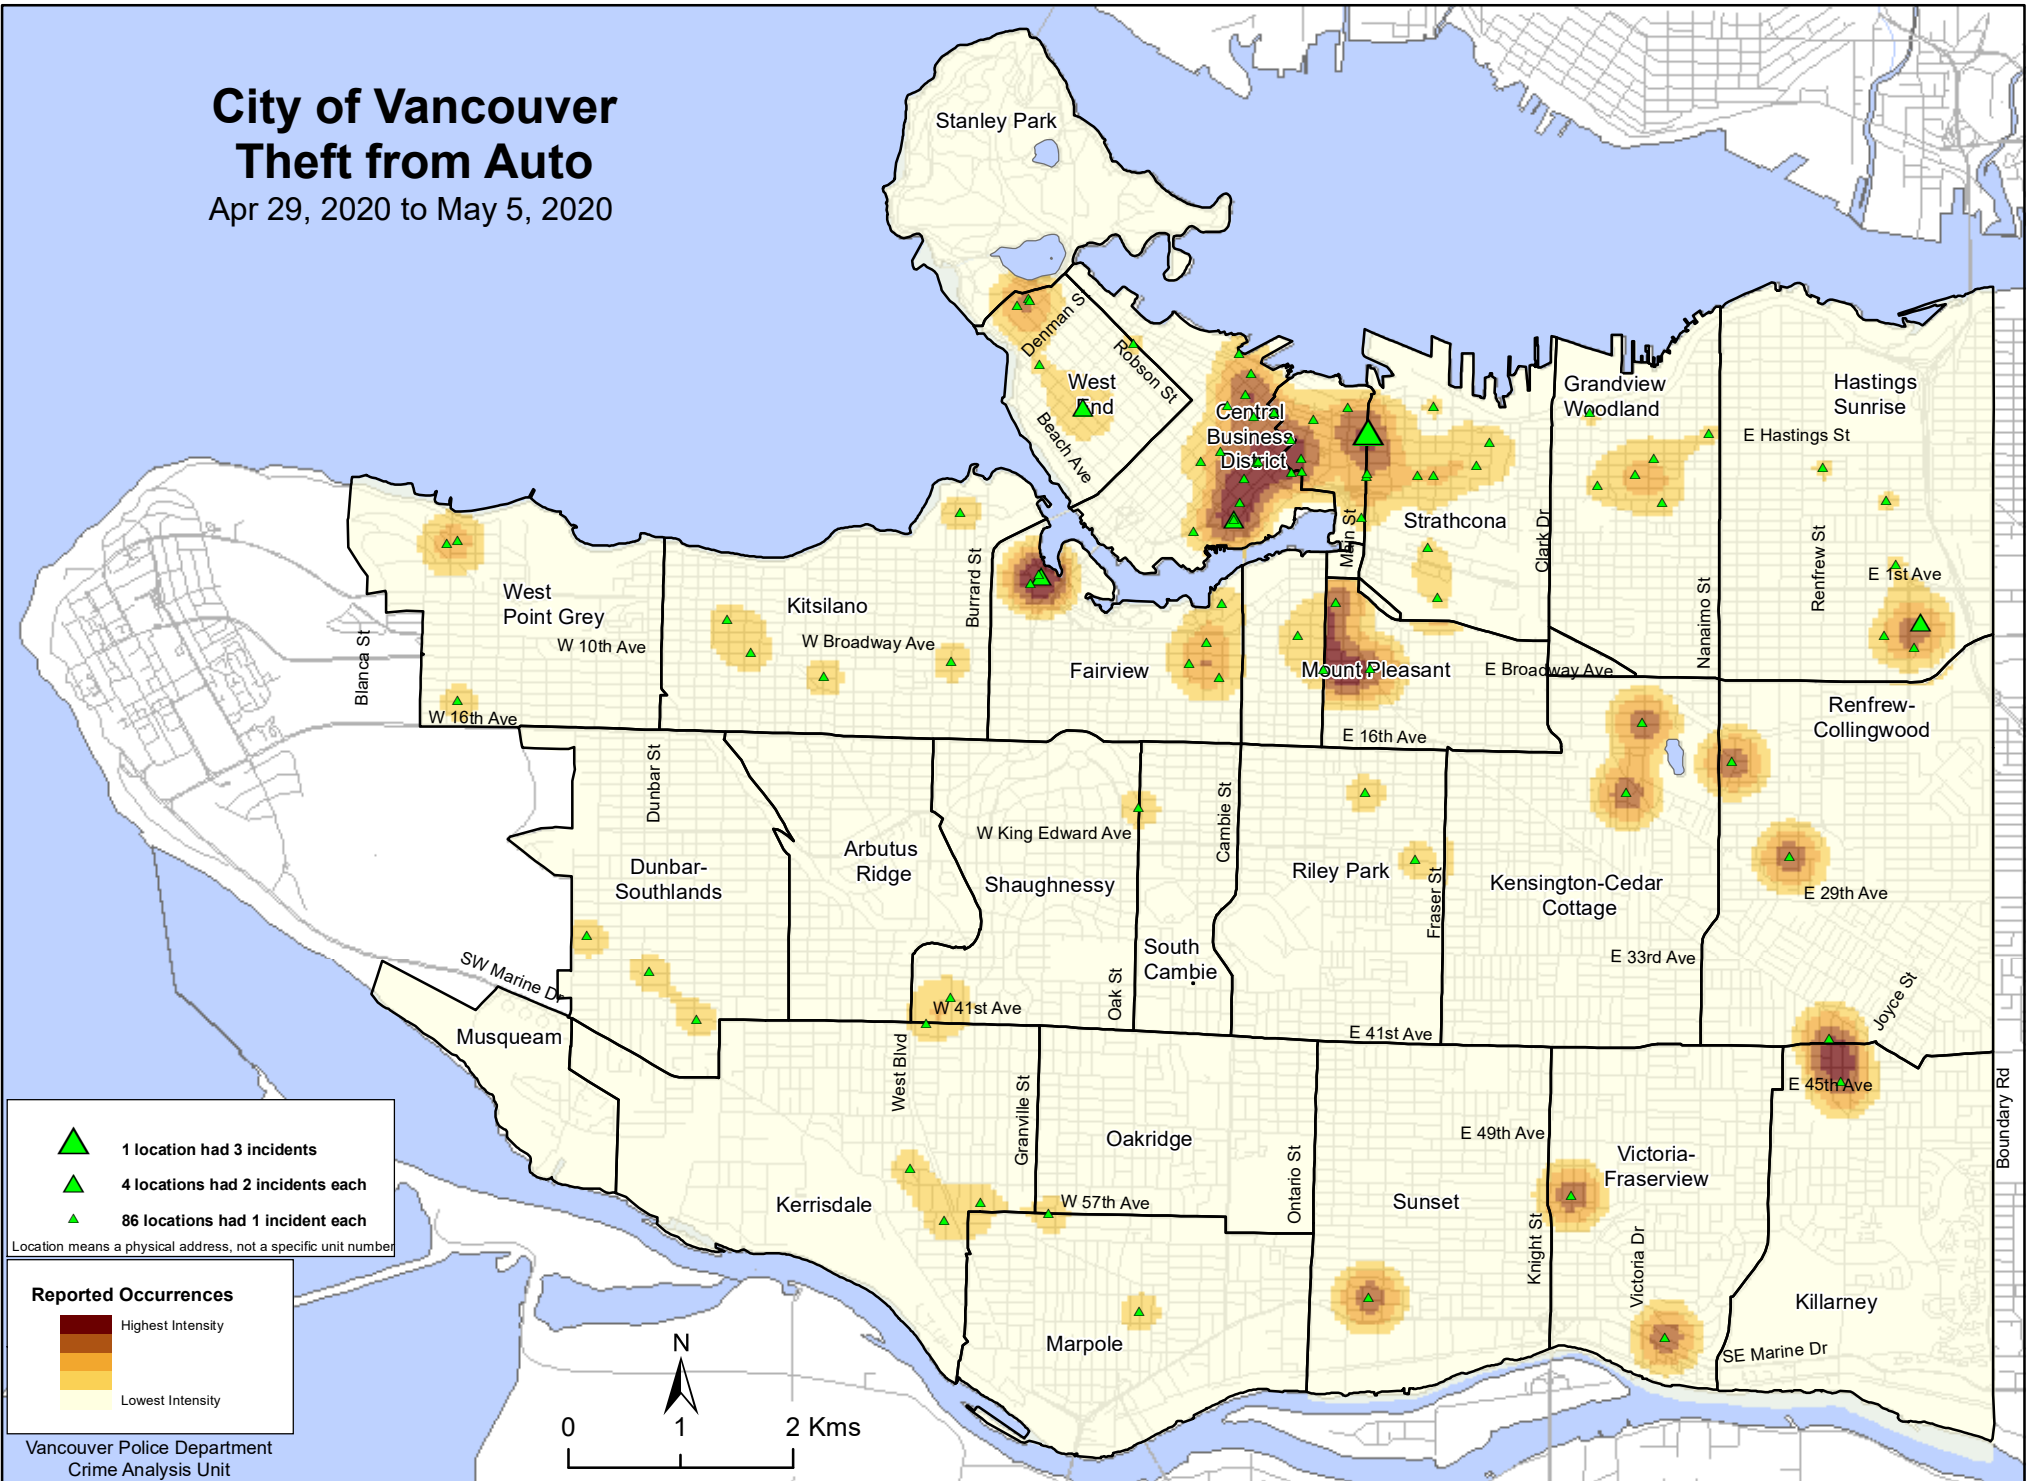 City of Vancouver
Theft from Auto
Apr 29, 2020 to May 5, 2020
Stanley Park
Denman S
Robson St
West
End
Beach Ave
Central
Business
District
Grandview
Woodland
Hastings
Sunrise
E Hastings St
Strathcona
Main St
Clark Dr
Nanaimo St
Renfrew St
E 1st Ave
Burrard St
West
Point Grey
Kitsilano
W Broadway Ave
W 10th Ave
Blanca St
W 16th Ave
Fairview
Mount Pleasant
E Broadway Ave
E 16th Ave
Renfrew-
Collingwood
Dunbar St
Dunbar-
Southlands
Arbutus
Ridge
W King Edward Ave
Shaughnessy
Cambie St
Riley Park
Fraser St
Kensington-Cedar
Cottage
E 29th Ave
E 33rd Ave
South
Cambie
Oak St
SW Marine Dr
W 41st Ave
E 41st Ave
Joyce St
Musqueam
West Blvd
Granville St
Oakridge
E 45th Ave
Boundary Rd
E 49th Ave
Ontario St
Victoria-
Fraserview
Kerrisdale
W 57th Ave
Sunset
Knight St
Victoria Dr
Killarney
Marpole
SE Marine Dr
1 location had 3 incidents
4 locations had 2 incidents each
86 locations had 1 incident each
Location means a physical address, not a specific unit number
Reported Occurrences
Highest Intensity
Lowest Intensity
Vancouver Police Department
Crime Analysis Unit
N
0 1 2 Kms